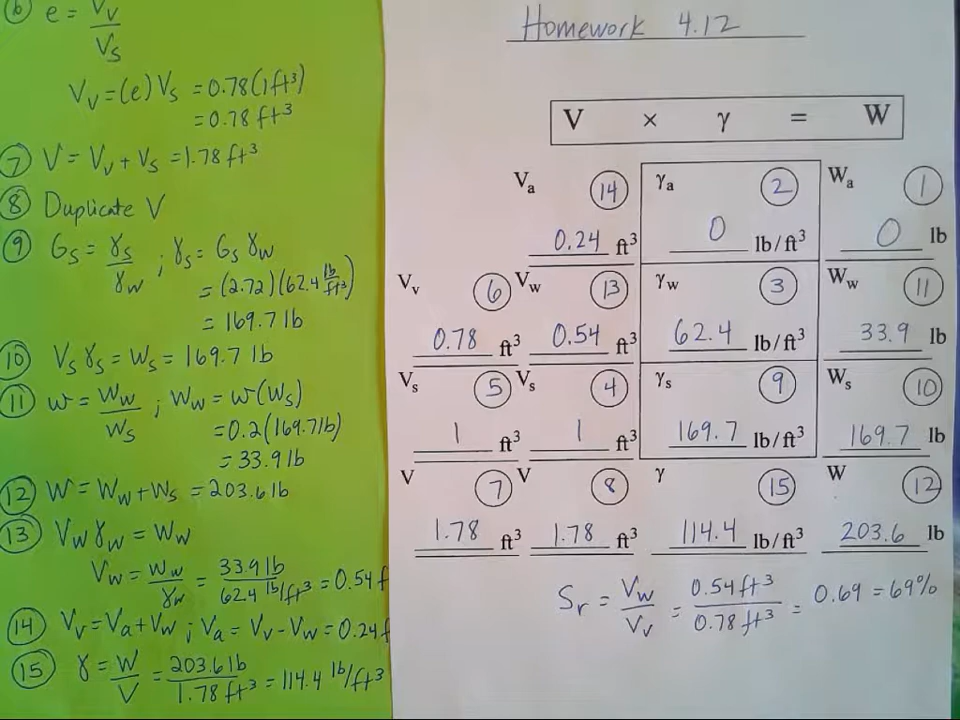 ⑥ e = Vv/Vs
Vv = (e)Vs = 0.78(1ft³)
= 0.78 ft³
⑦ V = Vv + Vs = 1.78 ft³
⑧ Duplicate V
⑨ Gs = γs/γw ; γs = Gs γw
= (2.72)(62.4 lb/ft³)
= 169.7 lb
⑩ Vs γs = Ws = 169.7 lb
⑪ w = Ww/Ws ; Ww = w(Ws)
= 0.2(169.7lb)
= 33.9 lb
⑫ W = Ww + Ws = 203.6 lb
⑬ Vw γw = Ww
Vw = Ww/γw = 33.9 lb/62.4 lb/ft³ = 0.54 f
⑭ Vv = Va + Vw ; Va = Vv - Vw = 0.24 f
⑮ γ = W/V = 203.6 lb/1.78 ft³ = 114.4 lb/ft³
Homework 4.12
V × γ = W
Va ⑭ γa ② Wa ①
0.24 ft³ 0 lb/ft³ 0 lb
Vv ⑥ Vw ⑬ γw ③ Ww ⑪
0.78 ft³ 0.54 ft³ 62.4 lb/ft³ 33.9 lb
Vs ⑤ Vs ④ γs ⑨ Ws ⑩
1 ft³ 1 ft³ 169.7 lb/ft³ 169.7 lb
V ⑦ V ⑧ γ ⑮ W ⑫
1.78 ft³ 1.78 ft³ 114.4 lb/ft³ 203.6 lb
Sr = Vw/Vv = 0.54 ft³/0.78 ft³ = 0.69 = 69%